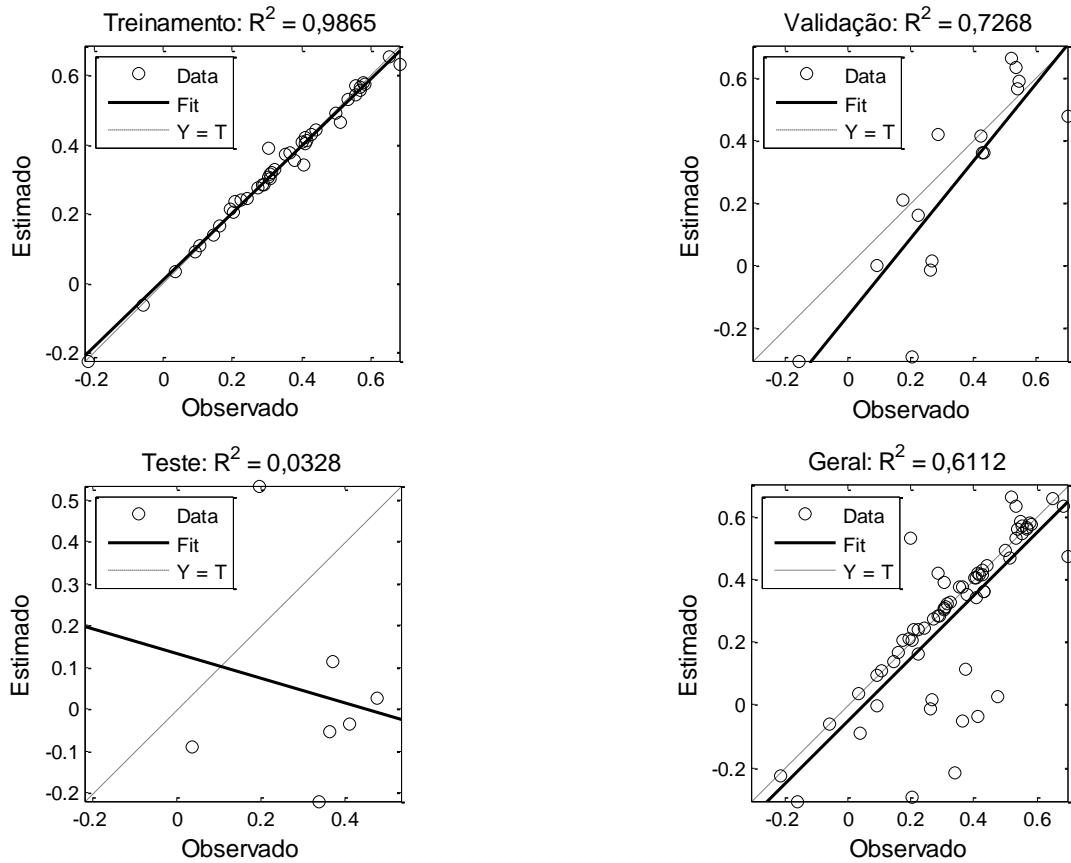 Treinamento: R² = 0,9865
Data
Fit
Y = T
0.6
0.4
0.2
0
-0.2
Estimado
-0.2 0 0.2 0.4 0.6
Observado
Validação: R² = 0,7268
Data
Fit
Y = T
0.6
0.4
0.2
0
-0.2
Estimado
-0.2 0 0.2 0.4 0.6
Observado
Teste: R² = 0,0328
Data
Fit
Y = T
0.5
0.4
0.3
0.2
0.1
0
-0.1
-0.2
Estimado
-0.2 0 0.2 0.4
Observado
Geral: R² = 0,6112
Data
Fit
Y = T
0.6
0.4
0.2
0
-0.2
Estimado
-0.2 0 0.2 0.4 0.6
Observado